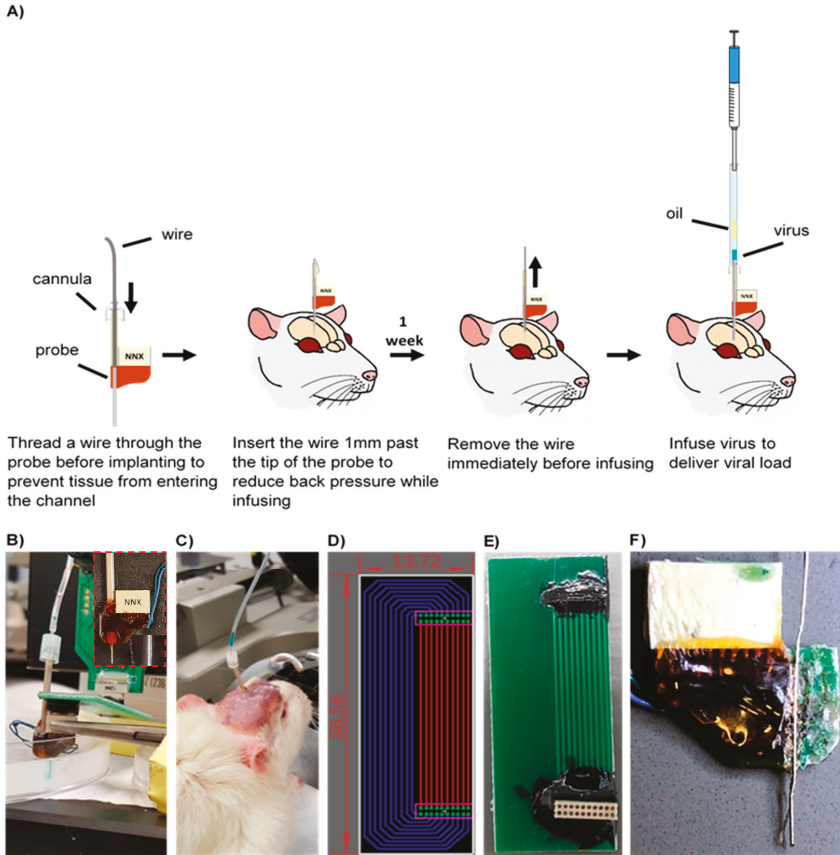 A)
wire
cannula
probe
NNX
NNX
1
week
NNX
oil
virus
NNX
Thread a wire through the
probe before implanting to
prevent tissue from entering
the channel
Insert the wire 1mm past
the tip of the probe to
reduce back pressure while
infusing
Remove the wire
immediately before infusing
Infuse virus to
deliver viral load
B)
NNX
C)
D)
13.72
36.58
E)
F)